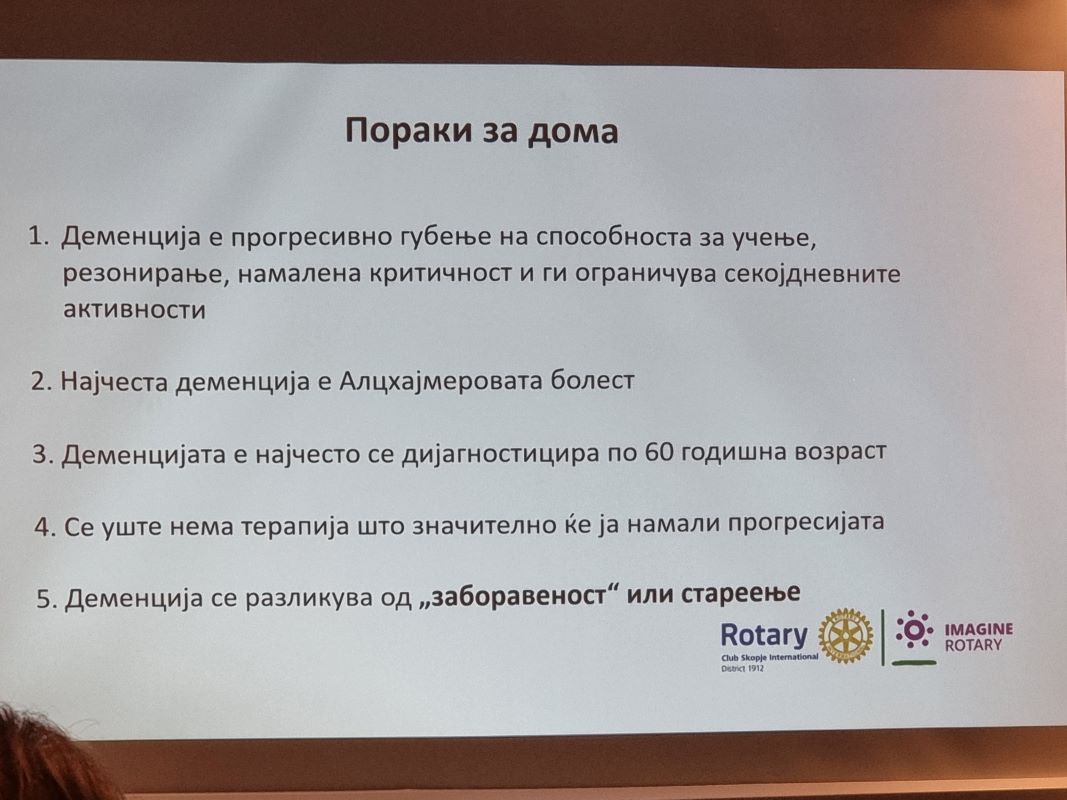 Пораки за дома
1. Деменција е прогресивно губење на способноста за учење,
резонирање, намалена критичност и ги ограничува секојдневните
активности
2. Најчеста деменција е Алцхајмеровата болест
3. Деменцијата е најчесто се дијагностицира по 60 годишна возраст
4. Се уште нема терапија што значително ќе ја намали прогресијата
5. Деменција се разликува од „заборавеност“ или стареење
Rotary
Club Skopje International
District 1912
IMAGINE
ROTARY